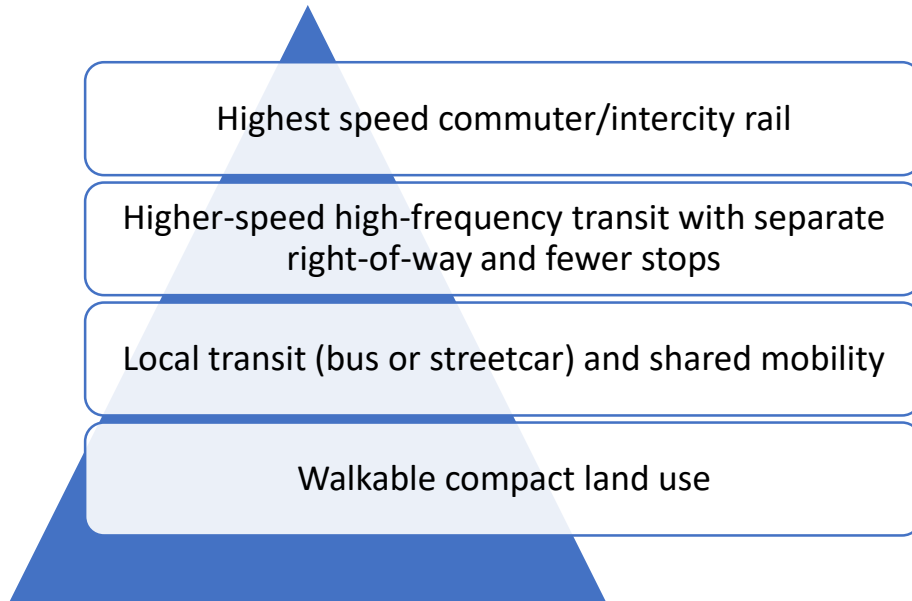 Highest speed commuter/intercity rail
Higher-speed high-frequency transit with separate
right-of-way and fewer stops
Local transit (bus or streetcar) and shared mobility
Walkable compact land use